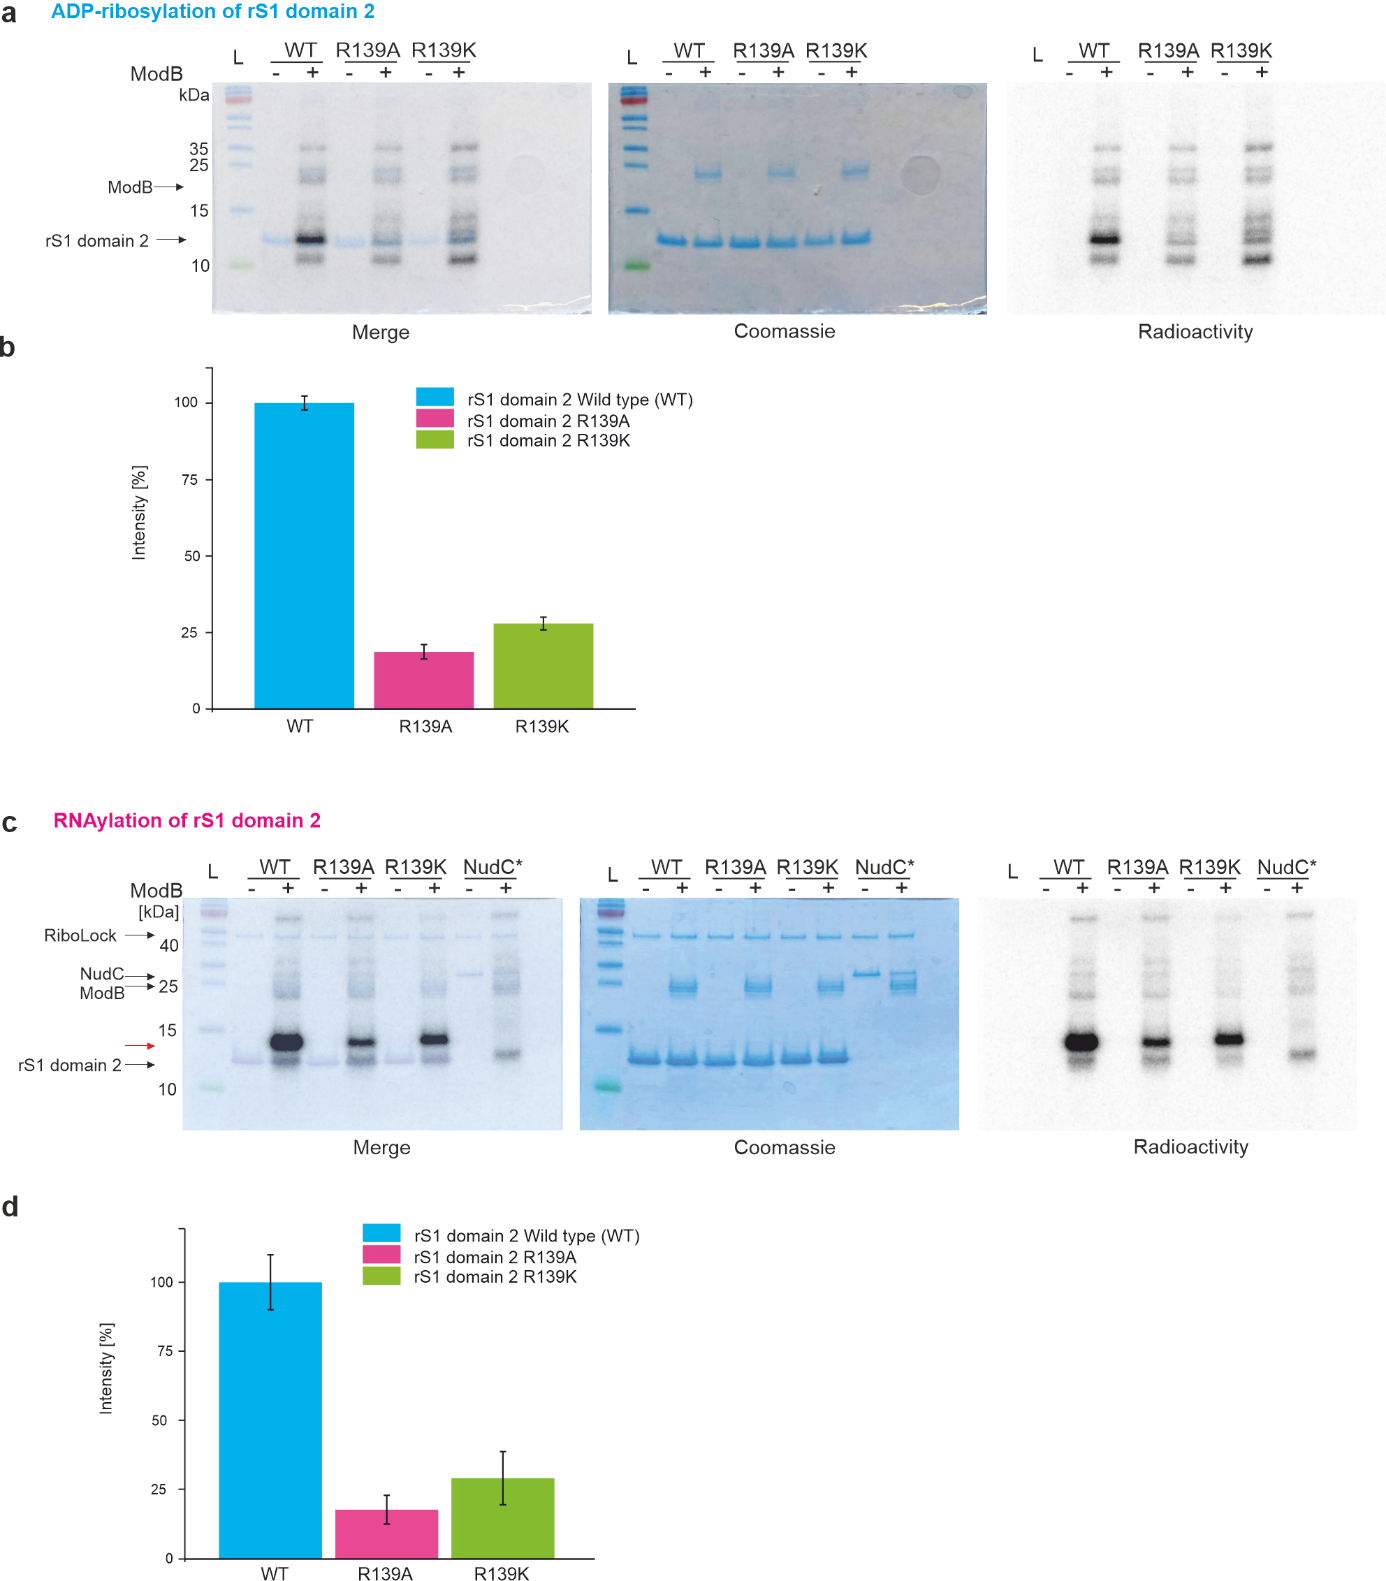 a ADP-ribosylation of rS1 domain 2
L WT R139A R139K L WT R139A R139K L WT R139A R139K
ModB - + - + - + - + - + - + - + - + - +
kDa
35
25
ModB
15
rS1 domain 2
10
Merge Coomassie Radioactivity
b
100
75
50
25
0
Intensity [%]
rS1 domain 2 Wild type (WT)
rS1 domain 2 R139A
rS1 domain 2 R139K
WT R139A R139K
c RNAylation of rS1 domain 2
L WT R139A R139K NudC* L WT R139A R139K NudC* L WT R139A R139K NudC*
ModB - + - + - + - + - + - + - + - + - + - + - + - +
[kDa]
RiboLock
40
NudC
ModB
25
15
rS1 domain 2
10
Merge Coomassie Radioactivity
d
100
75
50
25
0
Intensity [%]
rS1 domain 2 Wild type (WT)
rS1 domain 2 R139A
rS1 domain 2 R139K
WT R139A R139K